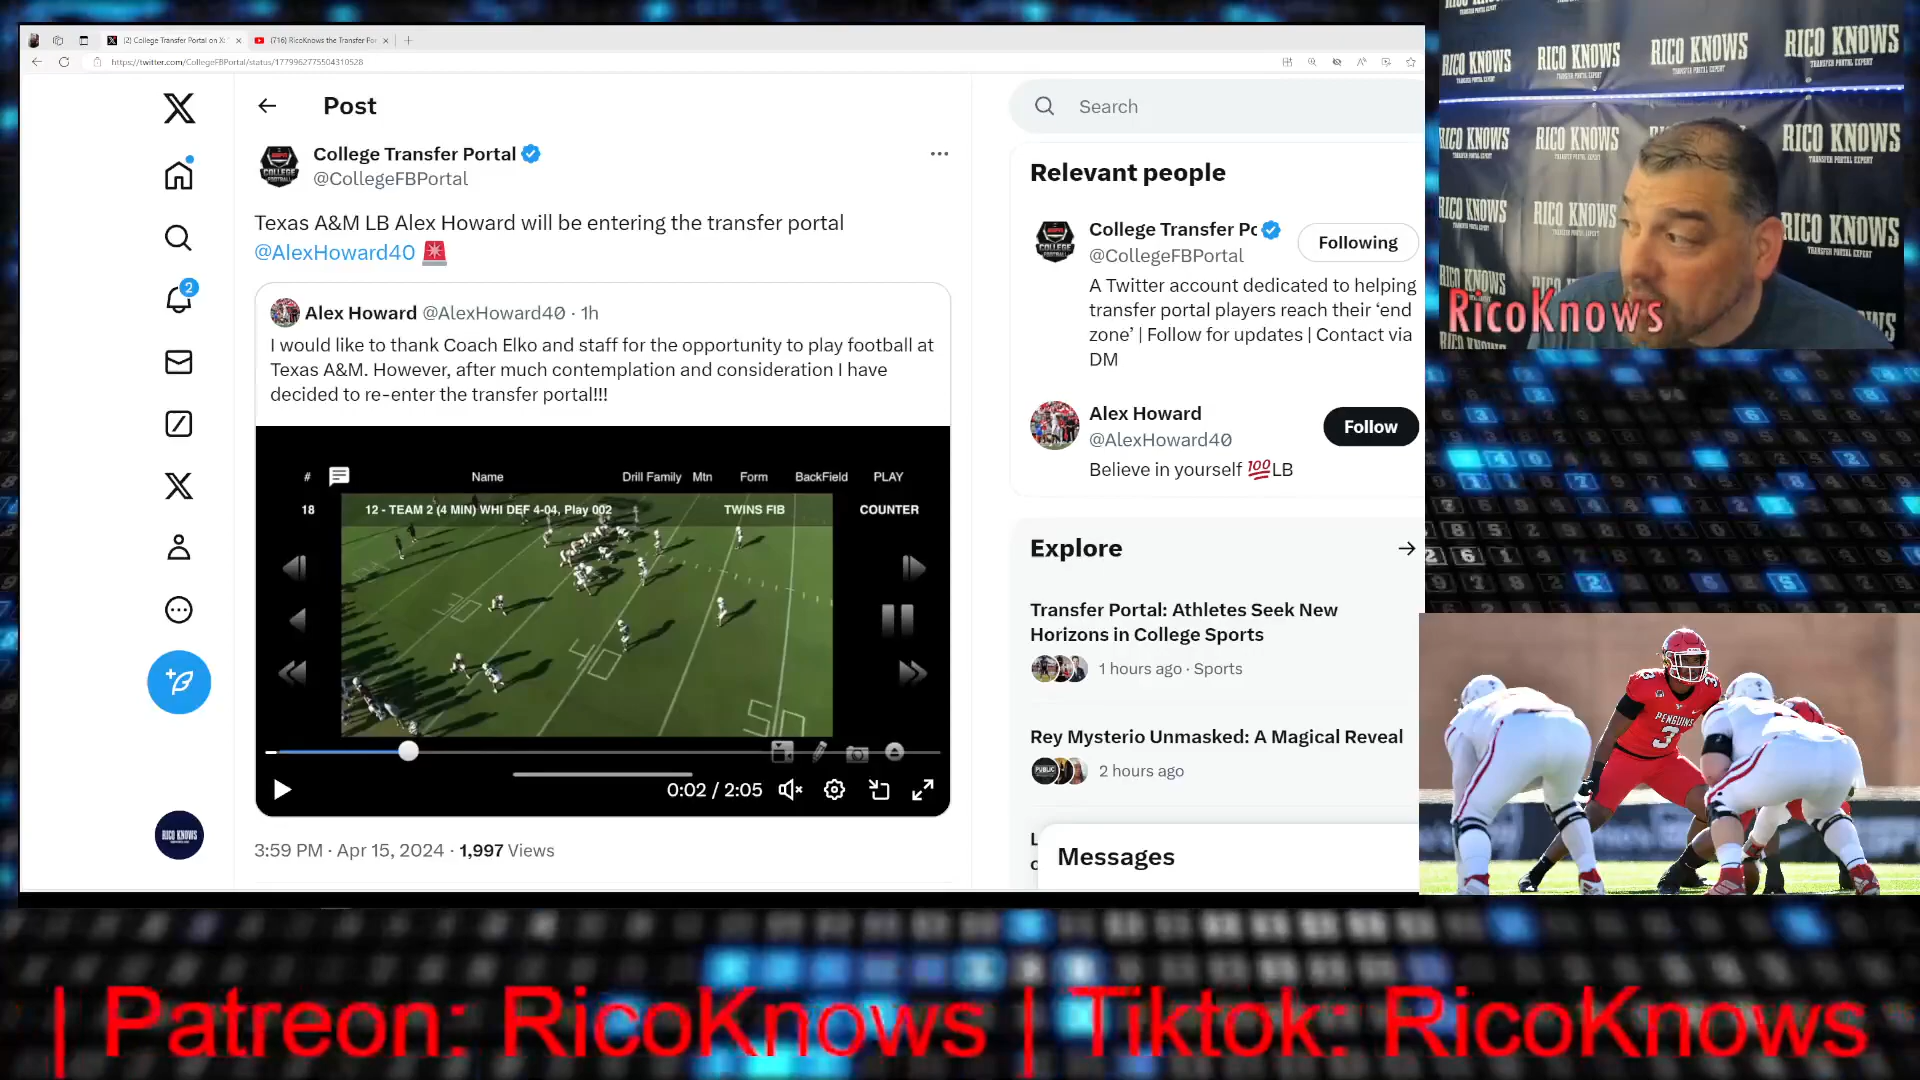 (2) College Transfer Portal on X:
(716) RicoKnows the Transfer Por
https://twitter.com/CollegeFBPortal/status/1779962775504310528
Post
College Transfer Portal
@CollegeFBPortal
Texas A&M LB Alex Howard will be entering the transfer portal
@AlexHoward40 🚨
Alex Howard @AlexHoward40 · 1h
I would like to thank Coach Elko and staff for the opportunity to play football at
Texas A&M. However, after much contemplation and consideration I have
decided to re-enter the transfer portal!!!
# Name Drill Family Mtn Form BackField PLAY
18 12 - TEAM 2 (4 MIN) WHI DEF 4-04, Play 002 TWINS FIB COUNTER
0:02 / 2:05
3:59 PM · Apr 15, 2024 · 1,997 Views
2
RICO KNOWS
Search
Relevant people
College Transfer Pc
@CollegeFBPortal
Following
A Twitter account dedicated to helping
transfer portal players reach their ‘end
zone’ | Follow for updates | Contact via
DM
Alex Howard
@AlexHoward40
Follow
Believe in yourself 💯LB
Explore
Transfer Portal: Athletes Seek New
Horizons in College Sports
1 hours ago · Sports
Rey Mysterio Unmasked: A Magical Reveal
2 hours ago
Messages
RICO KNOWS
TRANSFER PORTAL EXPERT
RicoKnows
PENGUINS
3
| Patreon: RicoKnows | Tiktok: RicoKnows